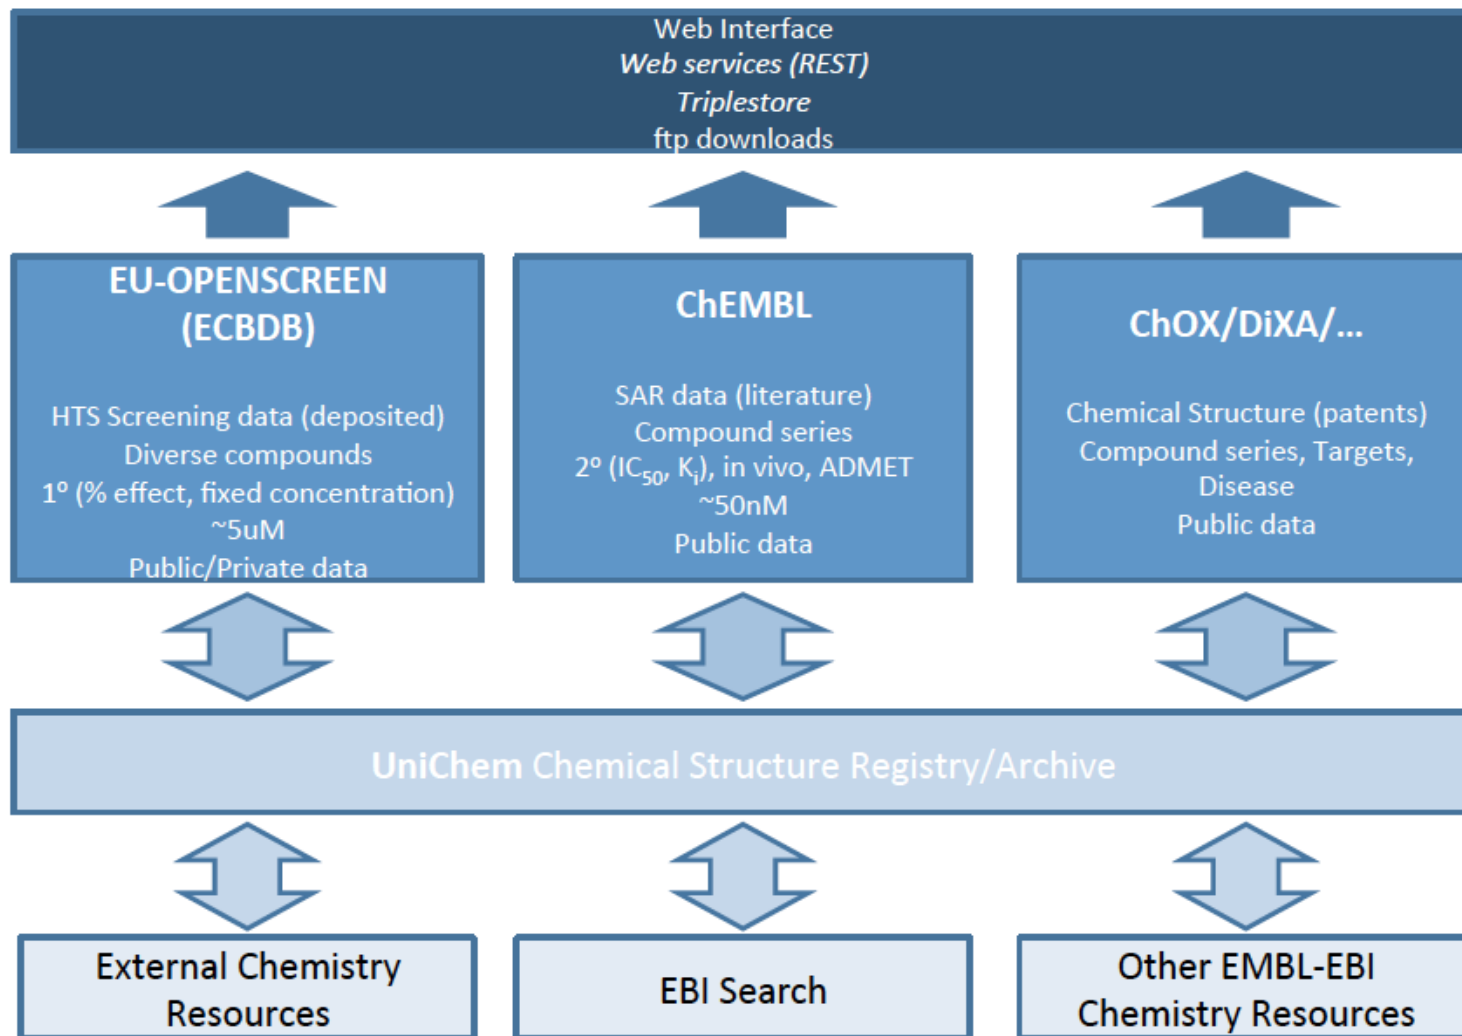 Web Interface
Web services (REST)
Triplestore
ftp downloads
EU-OPENSCREEN
(ECBDB)
HTS Screening data (deposited)
Diverse compounds
1º (% effect, fixed concentration)
~5uM
Public/Private data
ChEMBL
SAR data (literature)
Compound series
2º (IC50, Ki), in vivo, ADMET
~50nM
Public data
ChOX/DiXA/...
Chemical Structure (patents)
Compound series, Targets,
Disease
Public data
UniChem Chemical Structure Registry/Archive
External Chemistry
Resources
EBI Search
Other EMBL-EBI
Chemistry Resources